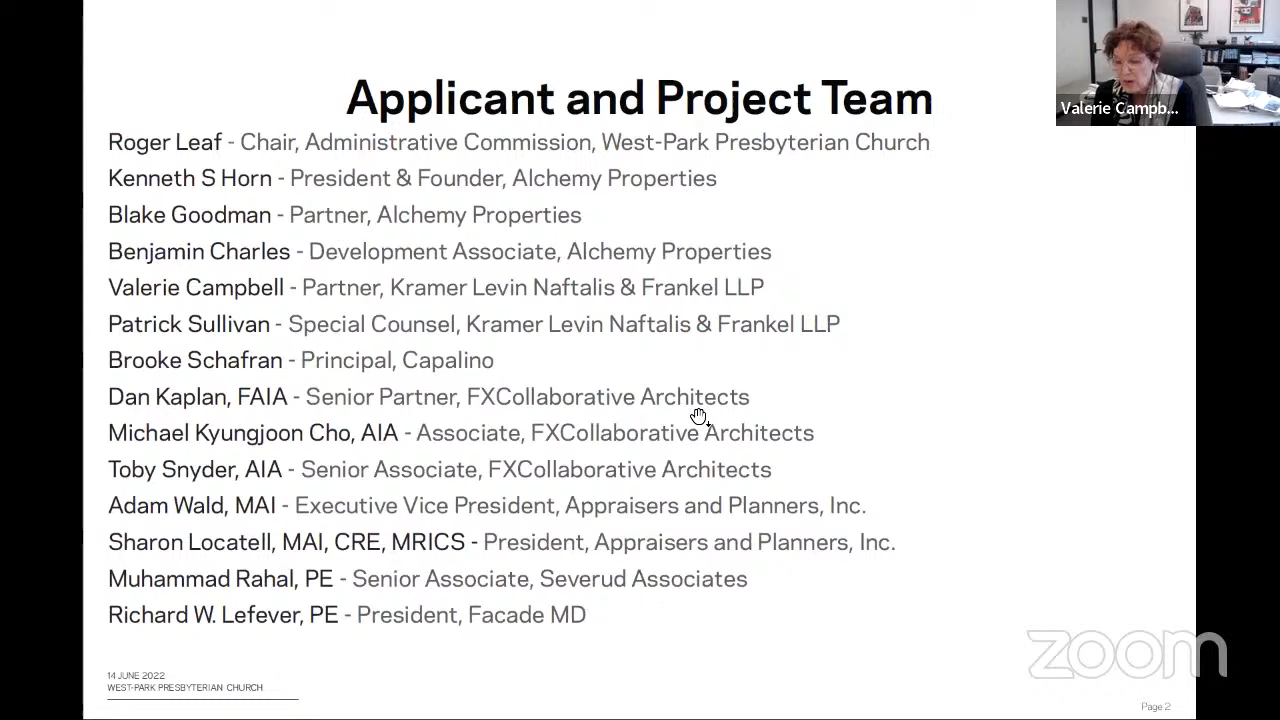 Applicant and Project Team
Roger Leaf - Chair, Administrative Commission, West-Park Presbyterian Church
Kenneth S Horn - President & Founder, Alchemy Properties
Blake Goodman - Partner, Alchemy Properties
Benjamin Charles - Development Associate, Alchemy Properties
Valerie Campbell - Partner, Kramer Levin Naftalis & Frankel LLP
Patrick Sullivan - Special Counsel, Kramer Levin Naftalis & Frankel LLP
Brooke Schafran - Principal, Capalino
Dan Kaplan, FAIA - Senior Partner, FXCollaborative Architects
Michael Kyungjoon Cho, AIA - Associate, FXCollaborative Architects
Toby Snyder, AIA - Senior Associate, FXCollaborative Architects
Adam Wald, MAI - Executive Vice President, Appraisers and Planners, Inc.
Sharon Locatell, MAI, CRE, MRICS - President, Appraisers and Planners, Inc.
Muhammad Rahal, PE - Senior Associate, Severud Associates
Richard W. Lefever, PE - President, Facade MD
14 JUNE 2022
WEST-PARK PRESBYTERIAN CHURCH
Page 2
Valerie Campb...
zoom